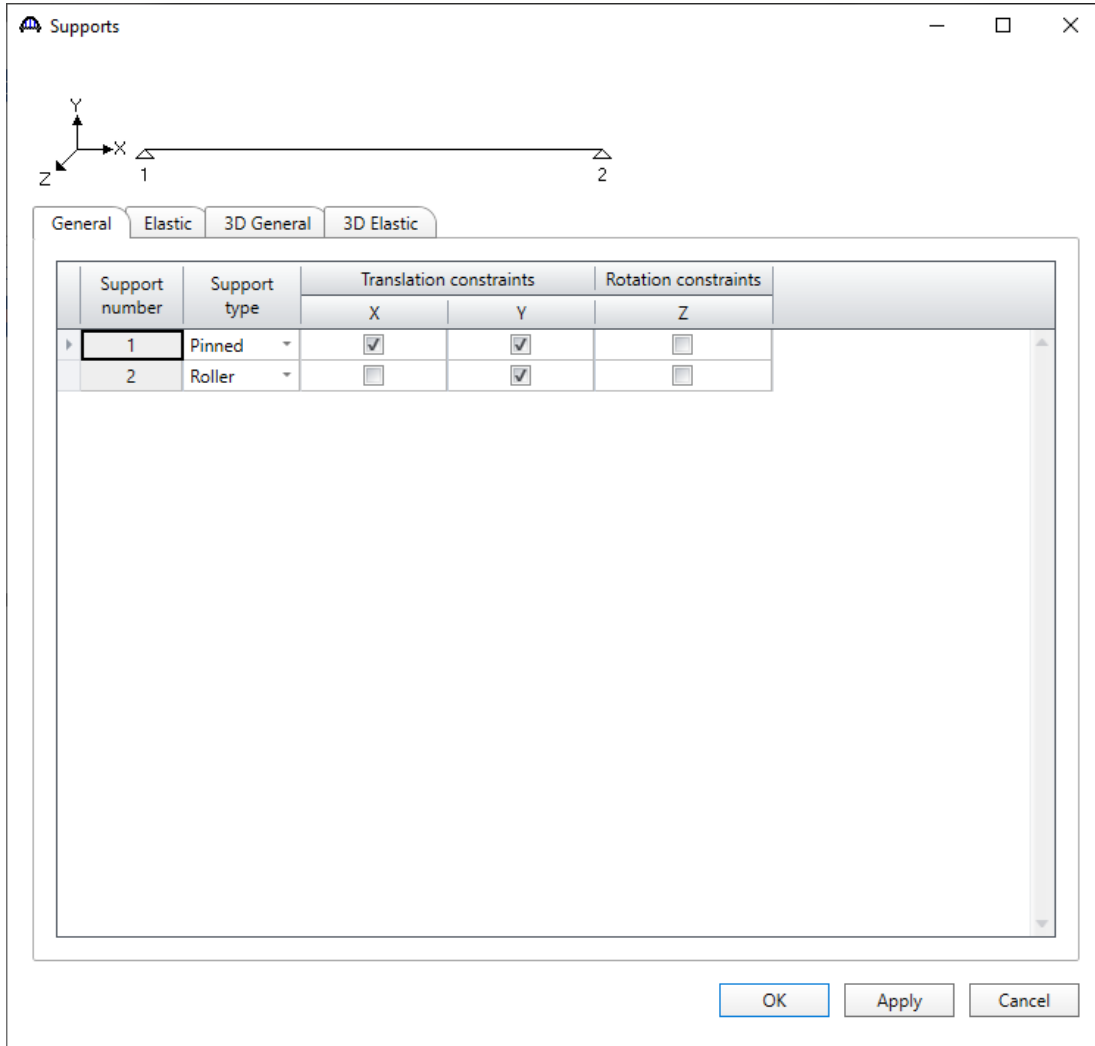 Supports
Y
X
Z
1
2
General Elastic 3D General 3D Elastic
Support number Support type Translation constraints Rotation constraints
X Y Z
1 Pinned
2 Roller
OK Apply Cancel